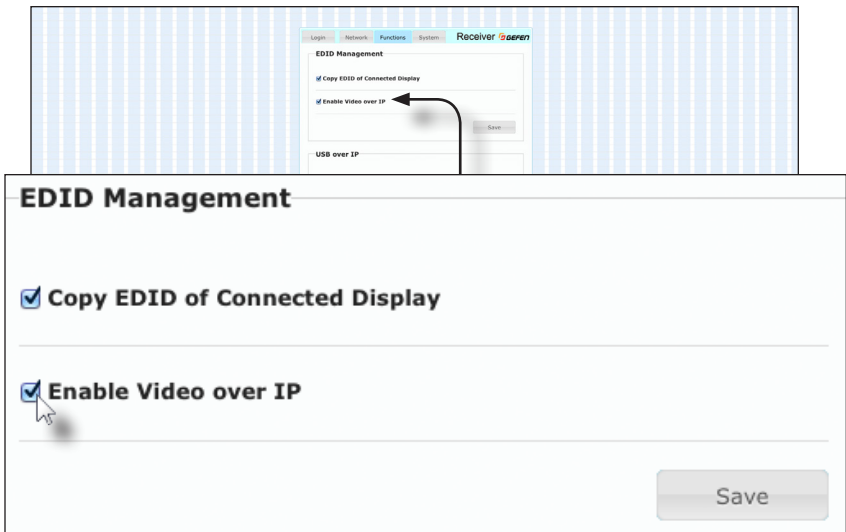 Login Network Functions System Receiver GEFEN
EDID Management
Copy EDID of Connected Display
Enable Video over IP
Save
USB over IP
EDID Management
Copy EDID of Connected Display
Enable Video over IP
Save